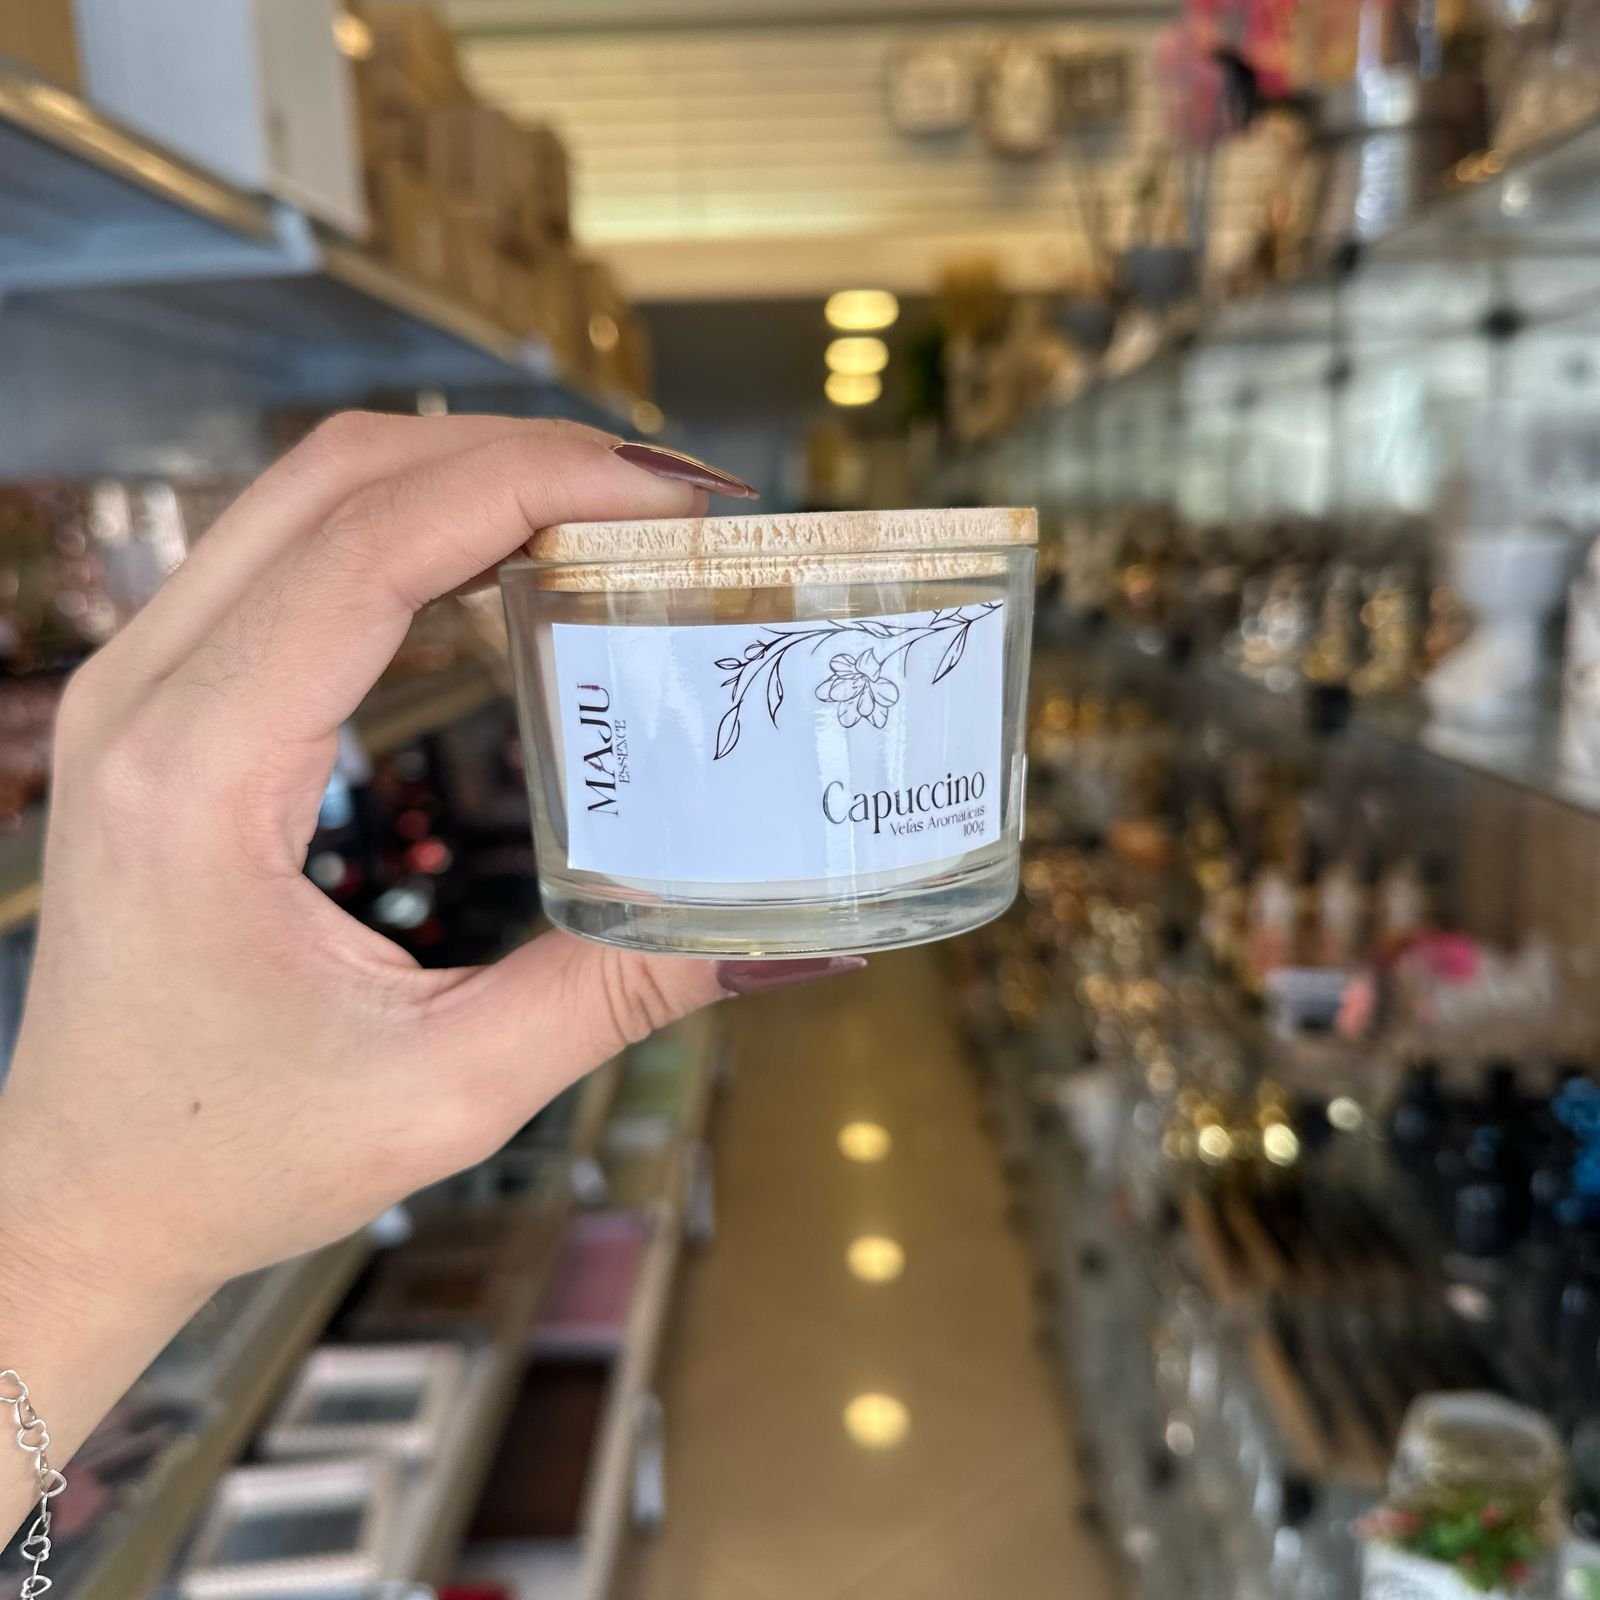 MAJU
ESSENCE
Capuccino
Velas Aromáticas
100g